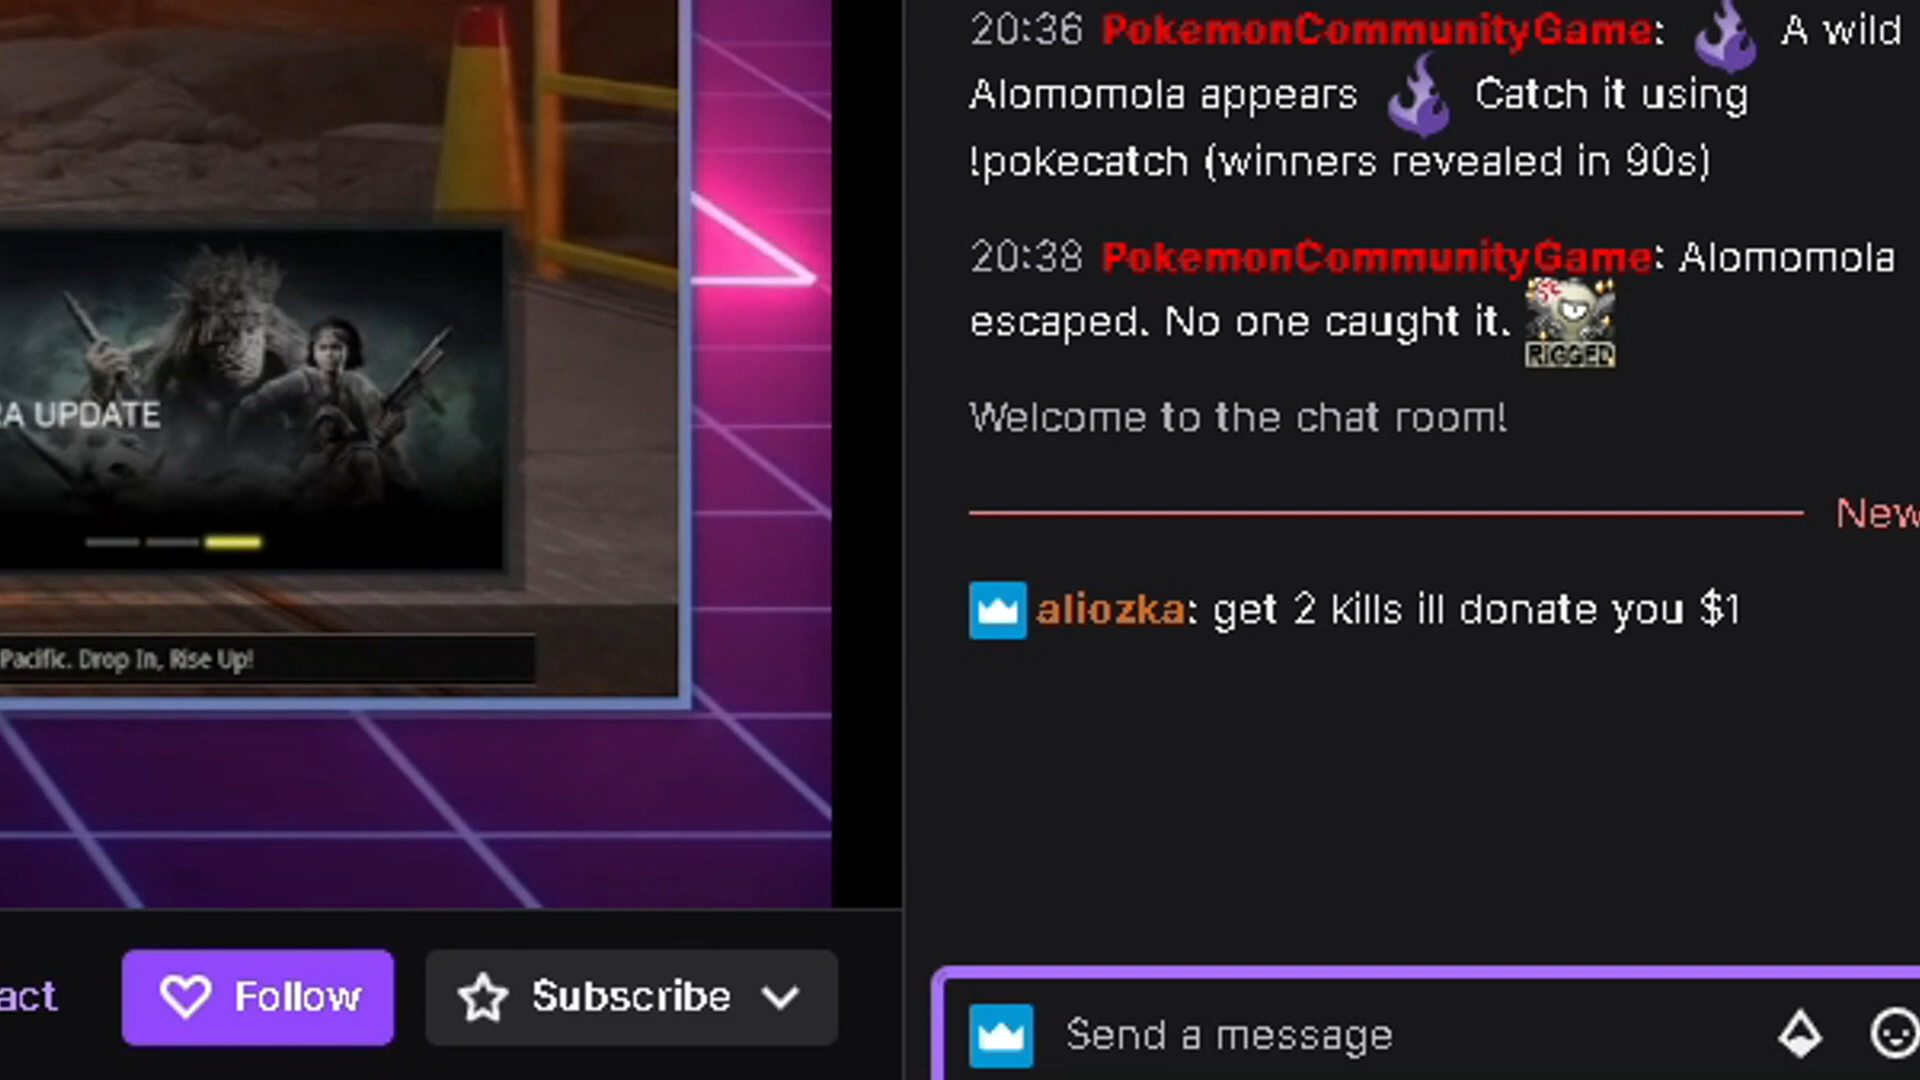 20:36 PokemonCommunityGame: A wild
Alomomola appears Catch it using
!pokecatch (winners revealed in 90s)
20:38 PokemonCommunityGame: Alomomola
escaped. No one caught it.
RIGGED
Welcome to the chat room!
New
aliozka: get 2 kills ill donate you $1
RA UPDATE
Pacific. Drop In, Rise Up!
act
Follow
Subscribe
Send a message